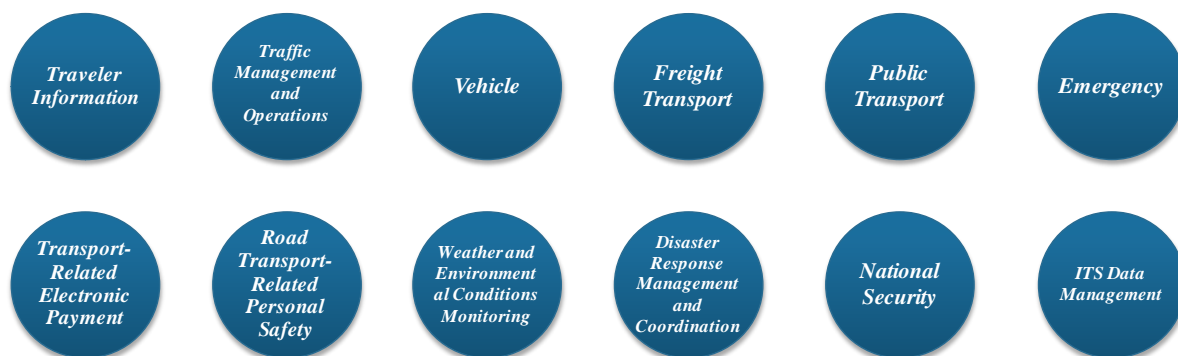 Traveler
Information
Traffic
Management
and
Operations
Vehicle
Freight
Transport
Public
Transport
Emergency
Transport-
Related
Electronic
Payment
Road
Transport-
Related
Personal
Safety
Weather and
Environment
al Conditions
Monitoring
Disaster
Response
Management
and
Coordination
National
Security
ITS Data
Management